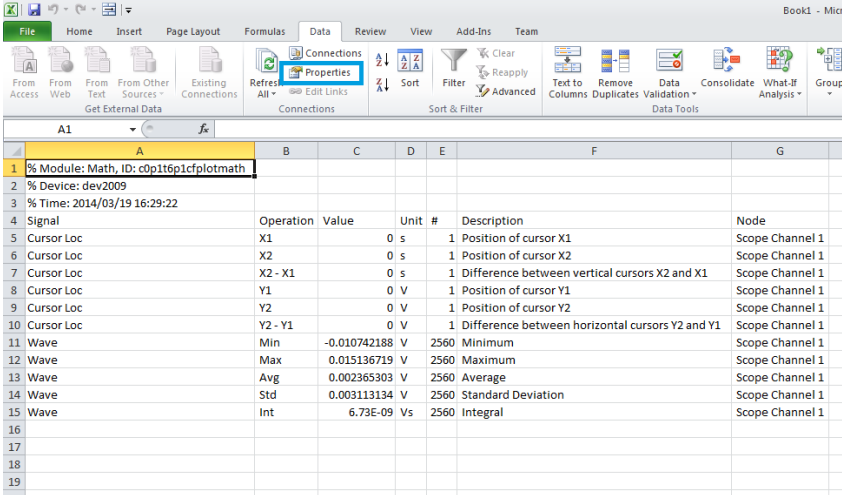 Book1 - Micr
File Home Insert Page Layout Formulas Data Review View Add-Ins Team
From Access
From Web
From Text
From Other Sources
Existing Connections
Get External Data
Refresh All
Connections
Properties
Edit Links
Connections
Sort
Filter
Clear
Reapply
Advanced
Sort & Filter
Text to Columns
Remove Duplicates
Data Validation
Consolidate
What-If Analysis
Data Tools
Group
A1 fx
A B C D E F G
1 % Module: Math, ID: c0p1t6p1cfplotmath
2 % Device: dev2009
3 % Time: 2014/03/19 16:29:22
4 Signal Operation Value Unit # Description Node
5 Cursor Loc X1 0 s 1 Position of cursor X1 Scope Channel 1
6 Cursor Loc X2 0 s 1 Position of cursor X2 Scope Channel 1
7 Cursor Loc X2 - X1 0 s 1 Difference between vertical cursors X2 and X1 Scope Channel 1
8 Cursor Loc Y1 0 V 1 Position of cursor Y1 Scope Channel 1
9 Cursor Loc Y2 0 V 1 Position of cursor Y2 Scope Channel 1
10 Cursor Loc Y2 - Y1 0 V 1 Difference between horizontal cursors Y2 and Y1 Scope Channel 1
11 Wave Min -0.010742188 V 2560 Minimum Scope Channel 1
12 Wave Max 0.015136719 V 2560 Maximum Scope Channel 1
13 Wave Avg 0.002365303 V 2560 Average Scope Channel 1
14 Wave Std 0.003113134 V 2560 Standard Deviation Scope Channel 1
15 Wave Int 6.73E-09 Vs 2560 Integral Scope Channel 1
16
17
18
19